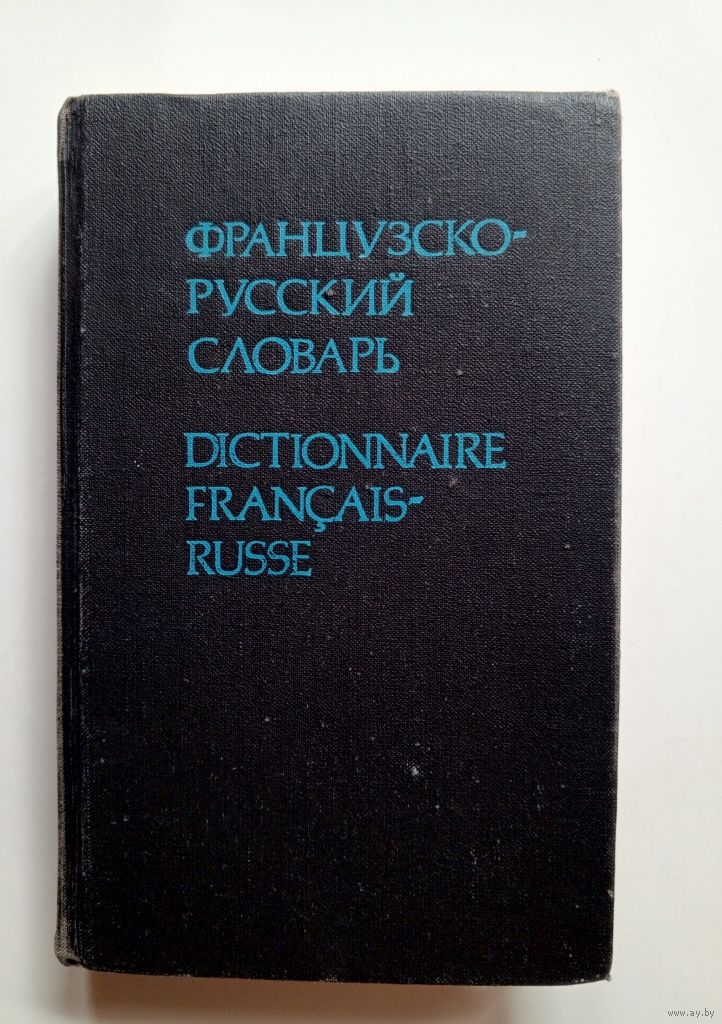 ФРАНЦУЗСКО-
РУССКИЙ
СЛОВАРЬ
DICTIONNAIRE
FRANÇAIS-
RUSSE
www.ay.by